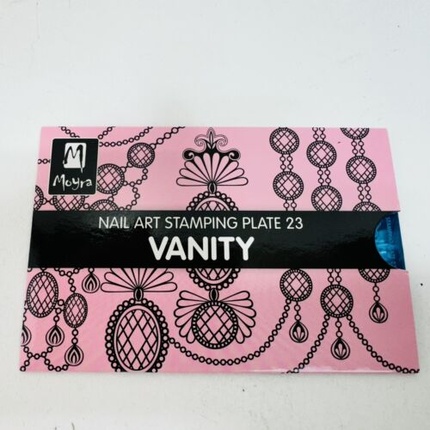 M
Moyra
NAIL ART STAMPING PLATE 23
VANITY